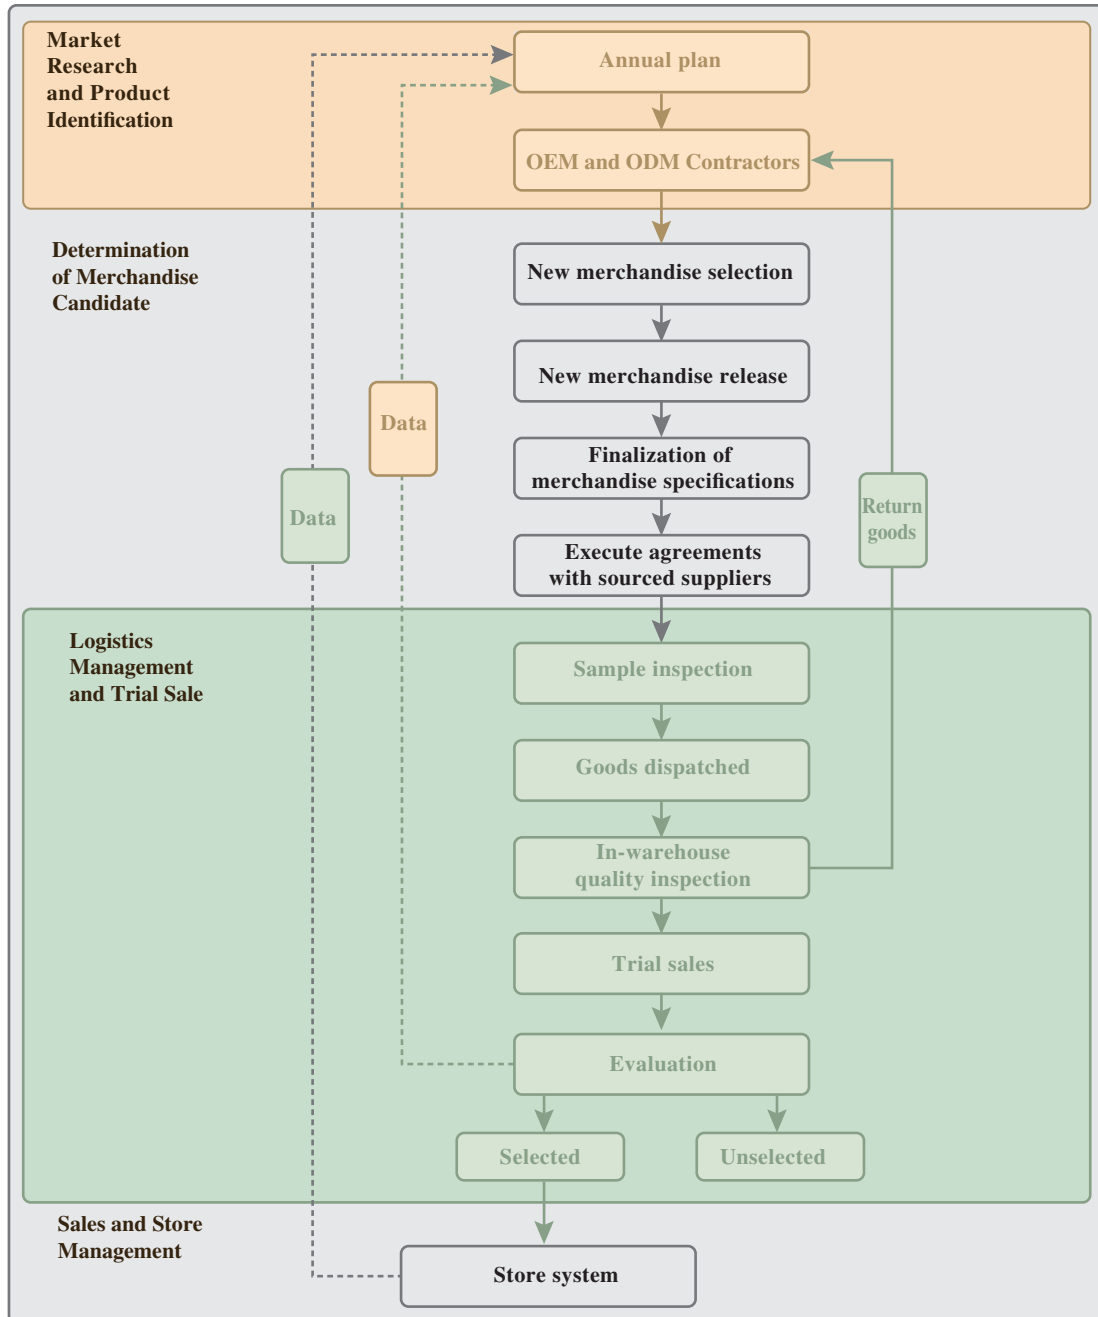 Market
Research
and Product
Identification
Annual plan
OEM and ODM Contractors
Determination
of Merchandise
Candidate
New merchandise selection
New merchandise release
Data
Finalization of
merchandise specifications
Data
Return
goods
Execute agreements
with sourced suppliers
Logistics
Management
and Trial Sale
Sample inspection
Goods dispatched
In-warehouse
quality inspection
Trial sales
Evaluation
Selected
Unselected
Sales and Store
Management
Store system